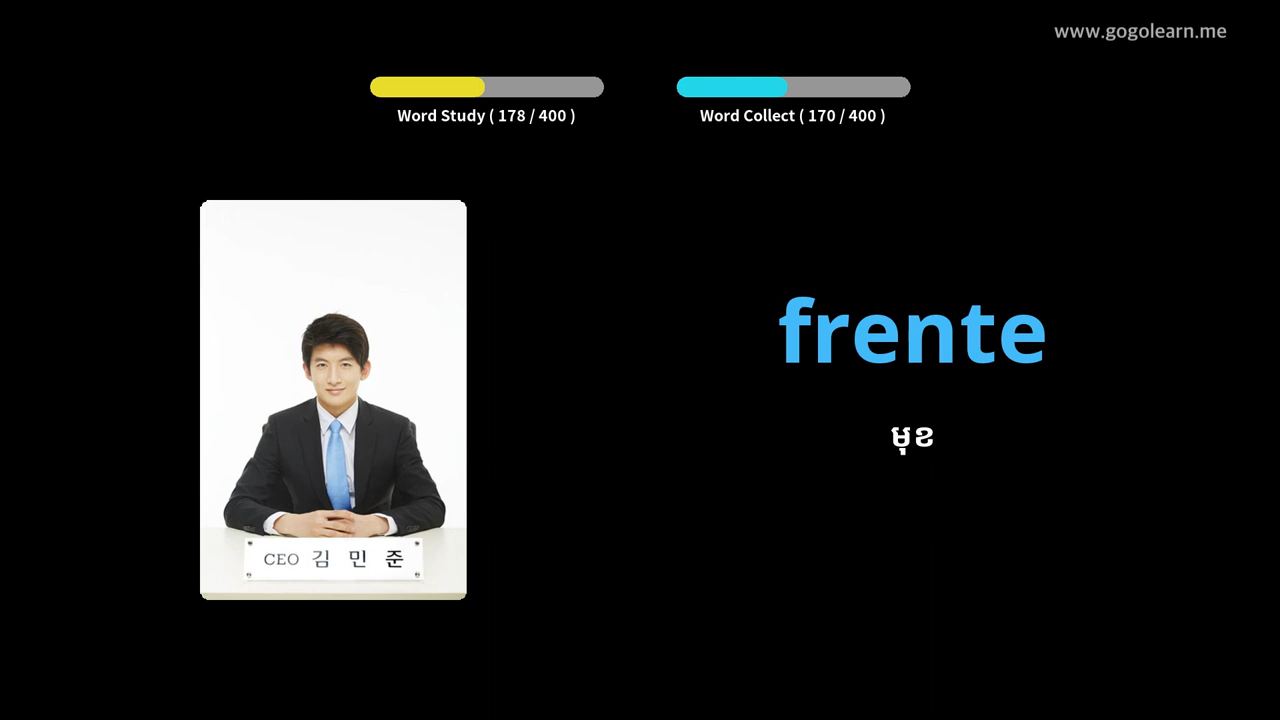 www.gogolearn.me
Word Study ( 178 / 400 )
Word Collect ( 170 / 400 )
frente
មុខ
CEO 김 민 준